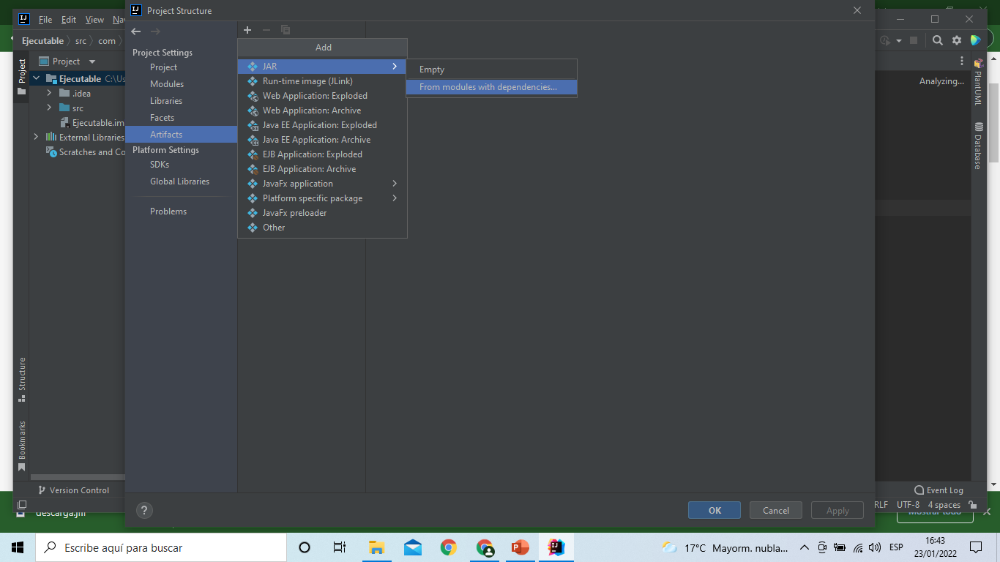 Project Structure
File Edit View Na
Ejecutable src com
Project
Ejecutable C:\Us
.idea
src
Ejecutable.im
External Libraries
Scratches and Co
Project
Structure
Bookmarks
Project Settings
Project
Modules
Libraries
Facets
Artifacts
Platform Settings
SDKs
Global Libraries
Problems
Add
JAR
Run-time image (JLink)
Web Application: Exploded
Web Application: Archive
Java EE Application: Exploded
Java EE Application: Archive
EJB Application: Exploded
EJB Application: Archive
JavaFx application
Platform specific package
JavaFx preloader
Other
Empty
From modules with dependencies...
Analyzing...
PlantUML
Database
OK Cancel Apply
?
Version Control
Event Log
RLF UTF-8 4 spaces
descarga.jfif
Mostrar todo
Escribe aquí para buscar
17°C Mayorm. nubla...
ESP
16:43
23/01/2022